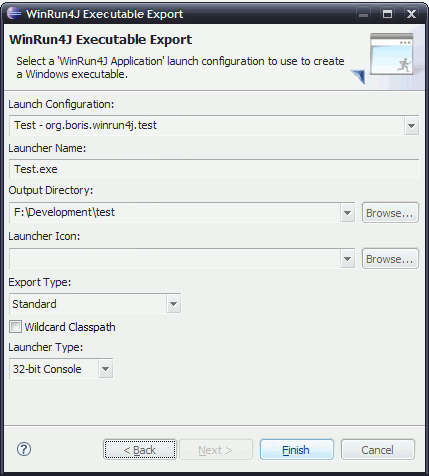 WinRun4J Executable Export
WinRun4J Executable Export
Select a 'WinRun4J Application' launch configuration to use to create
a Windows executable.
Launch Configuration:
Test - org.boris.winrun4j.test
Launcher Name:
Test.exe
Output Directory:
F:\Development\test
Browse...
Launcher Icon:
Browse...
Export Type:
Standard
Wildcard Classpath
Launcher Type:
32-bit Console
?
< Back
Next >
Finish
Cancel